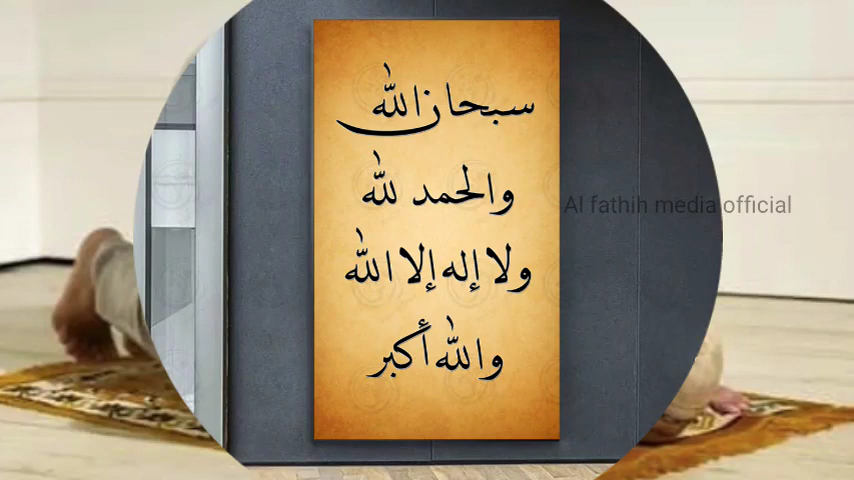 سبحان الله
والحمد لله
ولا إله إلا الله
والله أكبر
Al fathih media official